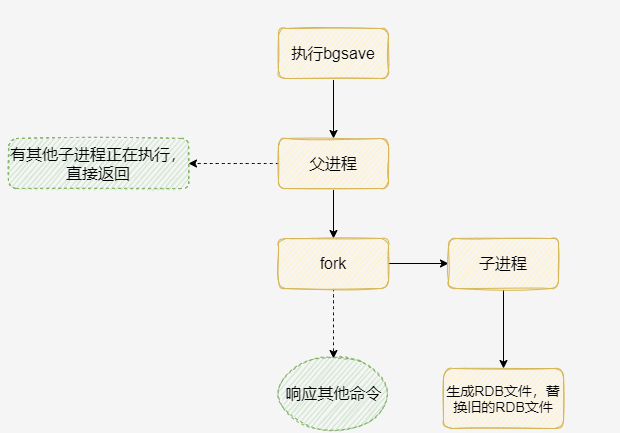 执行bgsave
有其他子进程正在执行，
直接返回
父进程
fork
子进程
响应其他命令
生成RDB文件，替
换旧的RDB文件